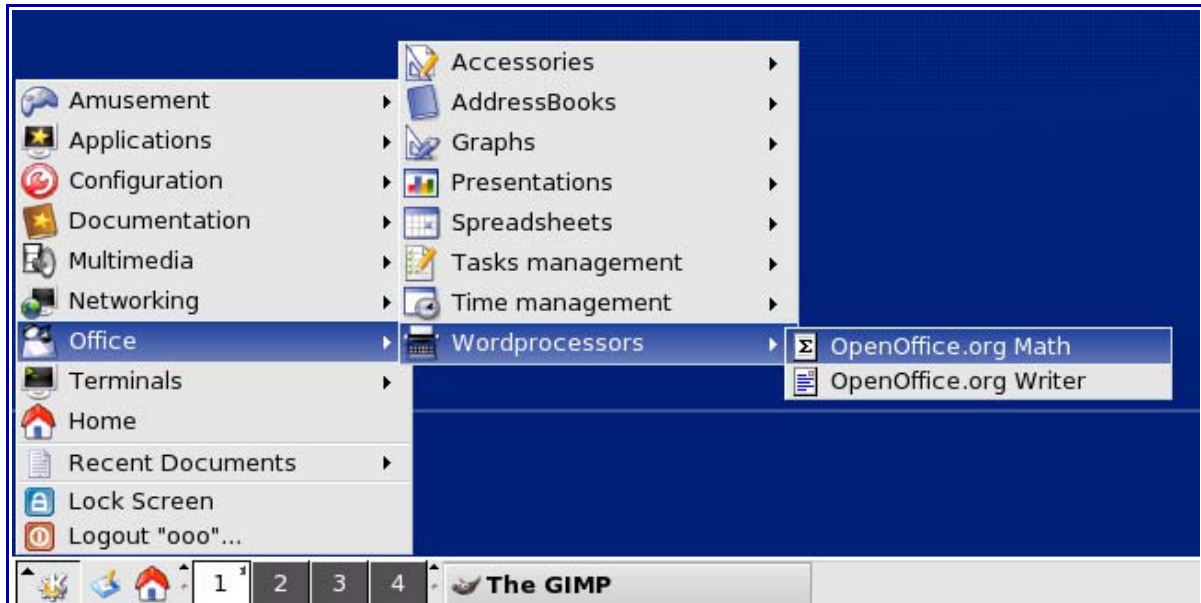 Amusement
Applications
Configuration
Documentation
Multimedia
Networking
Office
Terminals
Home
Recent Documents
Lock Screen
Logout "ooo"...
Accessories
AddressBooks
Graphs
Presentations
Spreadsheets
Tasks management
Time management
Wordprocessors
OpenOffice.org Math
OpenOffice.org Writer
1 2 3 4 The GIMP